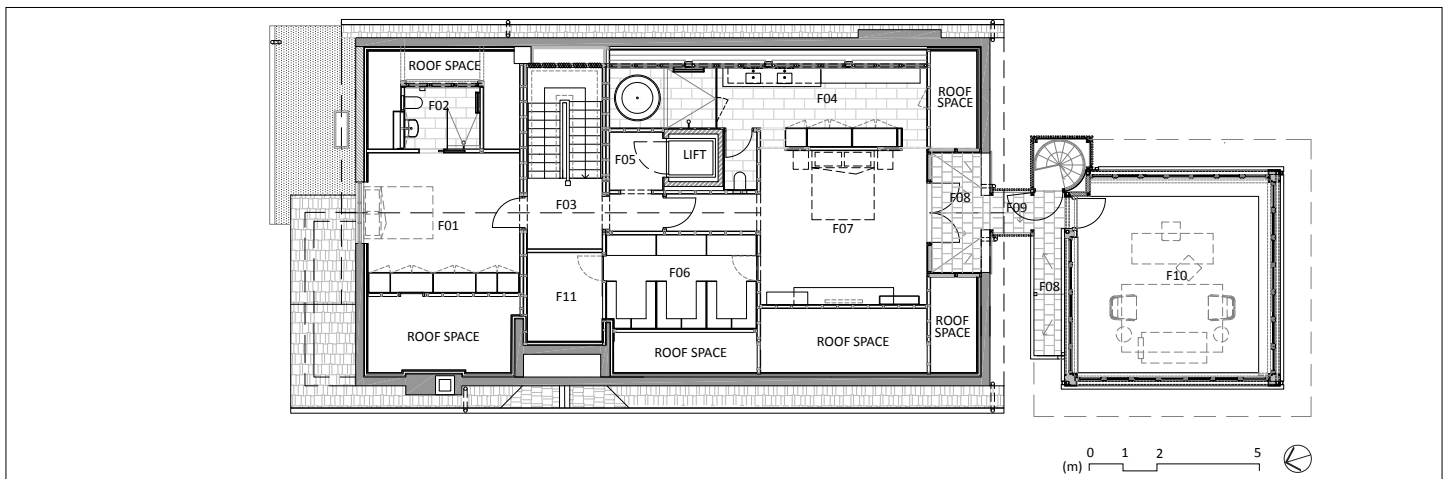 ROOF SPACE
F02
F04
ROOF
SPACE
F05
LIFT
F01
F03
F07
F08
F09
F06
F10
F11
F08
ROOF SPACE
ROOF SPACE
ROOF SPACE
ROOF
SPACE
0 1 2 5
(m)